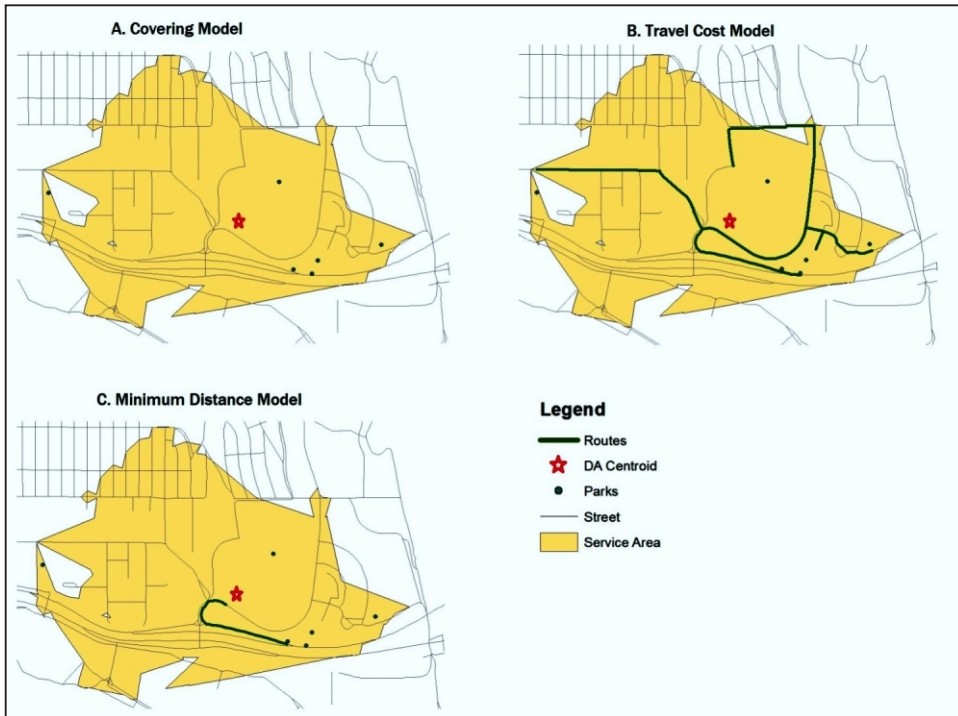 A. Covering Model
B. Travel Cost Model
C. Minimum Distance Model
Legend
Routes
DA Centroid
Parks
Street
Service Area